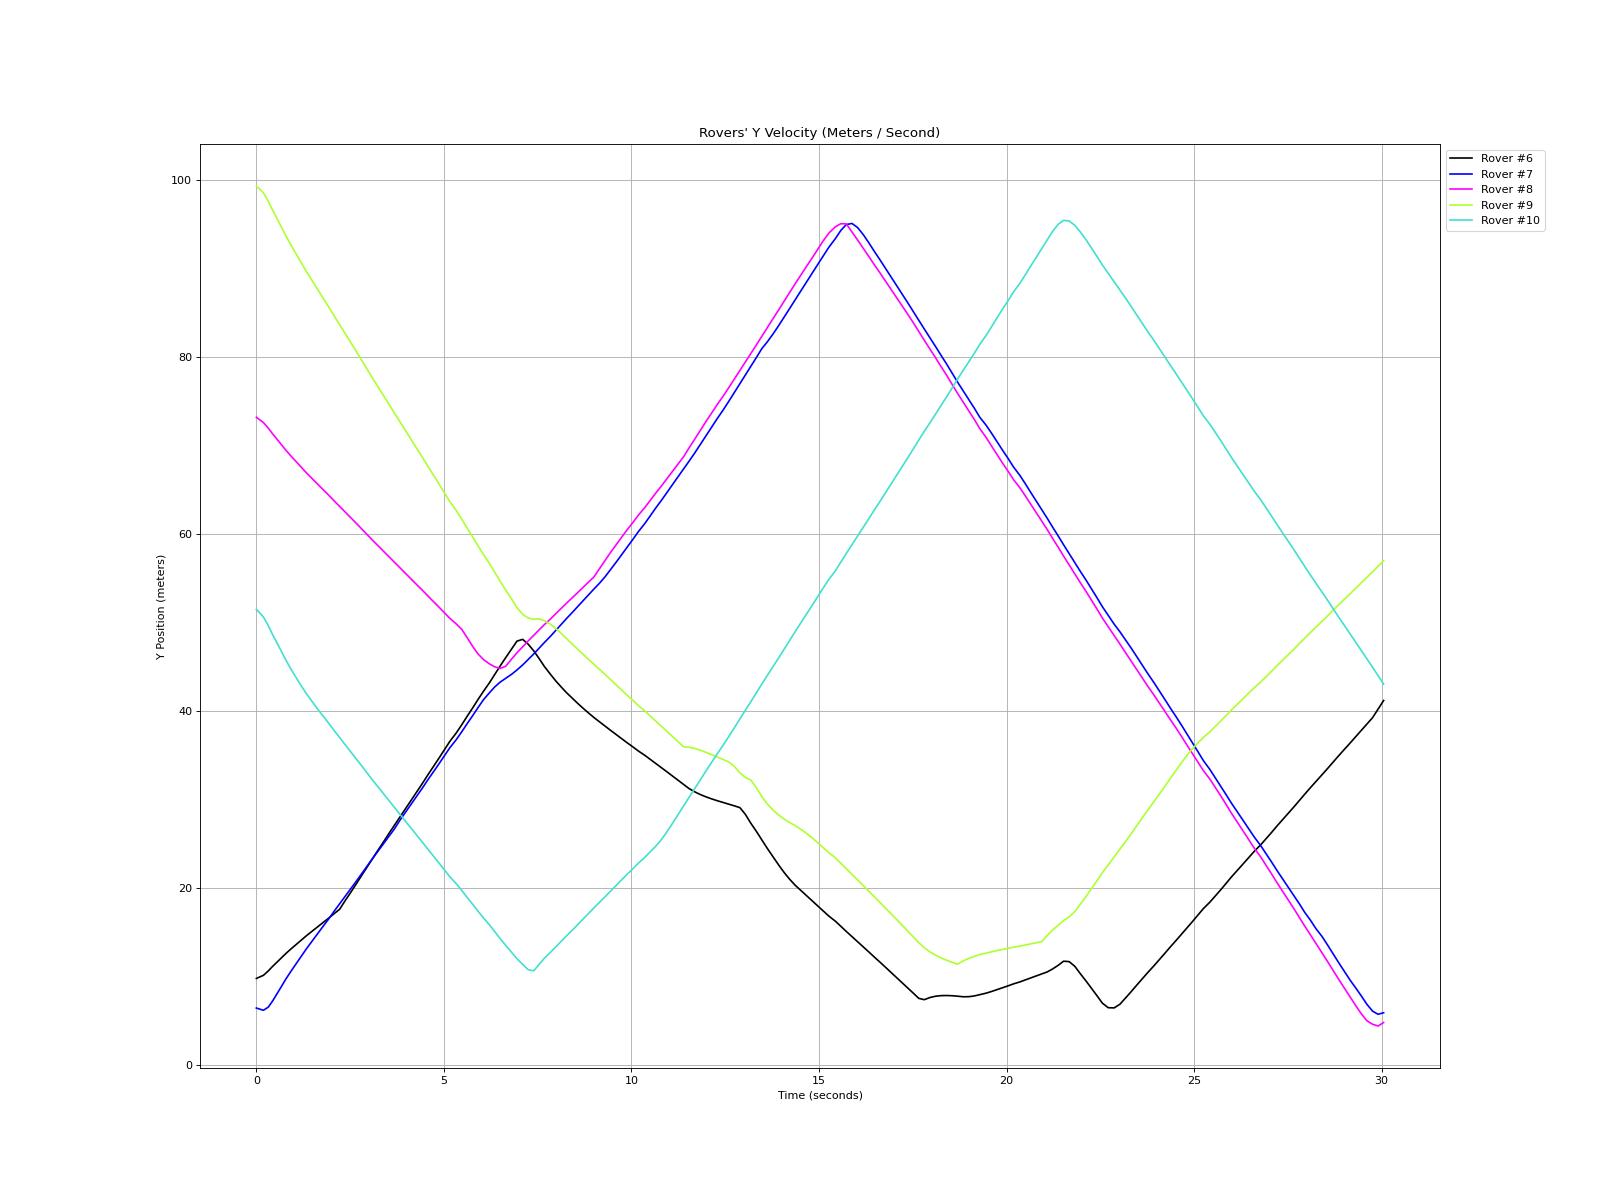 Rovers' Y Velocity (Meters / Second)
Rover #6
Rover #7
Rover #8
Rover #9
Rover #10
Y Position (meters)
100
80
60
40
20
0
0 5 10 15 20 25 30
Time (seconds)